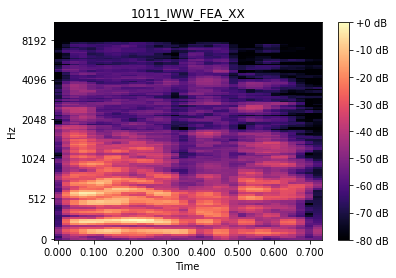 1011_IWW_FEA_XX
+0 dB
8192
-10 dB
4096
-20 dB
-30 dB
Hz
2048
-40 dB
1024
-50 dB
-60 dB
512
-70 dB
0
-80 dB
0.000 0.100 0.200 0.300 0.400 0.500 0.600 0.700
Time